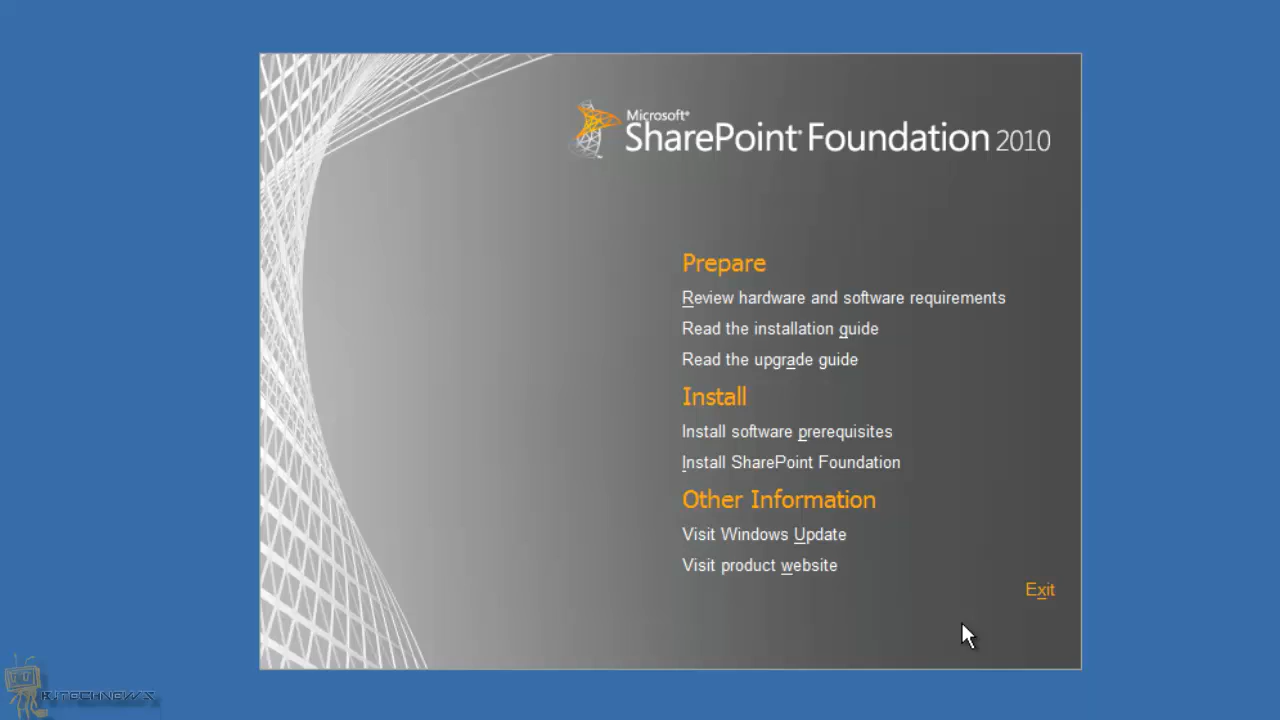 Microsoft®
SharePoint® Foundation 2010
Prepare
Review hardware and software requirements
Read the installation guide
Read the upgrade guide
Install
Install software prerequisites
Install SharePoint Foundation
Other Information
Visit Windows Update
Visit product website
Exit